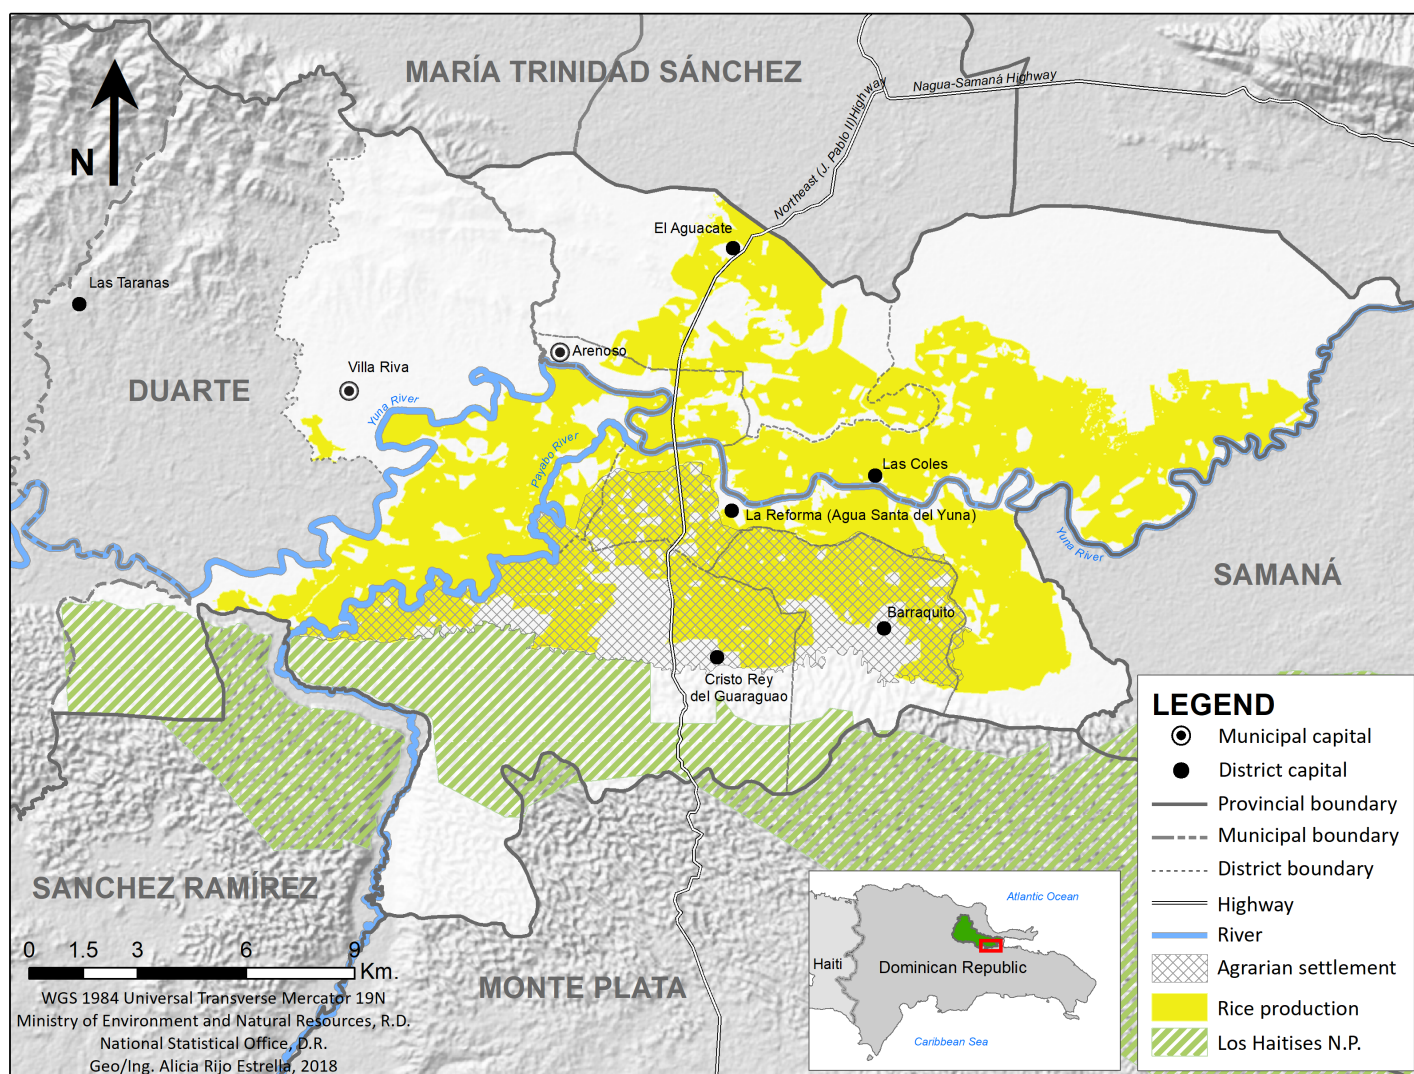 MARÍA TRINIDAD SÁNCHEZ
Nagua-Samaná Highway
Northeast (J. Pablo II)Highway
N
El Aguacate
Las Taranas
Arenoso
Villa Riva
DUARTE
Yuna River
Payabo River
Las Coles
La Reforma (Agua Santa del Yuna)
Yuna River
SAMANÁ
Barraquito
Cristo Rey
del Guaraguao
SANCHEZ RAMÍREZ
MONTE PLATA
0 1.5 3 6 9
Km.
WGS 1984 Universal Transverse Mercator 19N
Ministry of Environment and Natural Resources, R.D.
National Statistical Office, D.R.
Geo/Ing. Alicia Rijo Estrella, 2018
Atlantic Ocean
Haiti
Dominican Republic
Caribbean Sea
LEGEND
Municipal capital
District capital
Provincial boundary
Municipal boundary
District boundary
Highway
River
Agrarian settlement
Rice production
Los Haitises N.P.